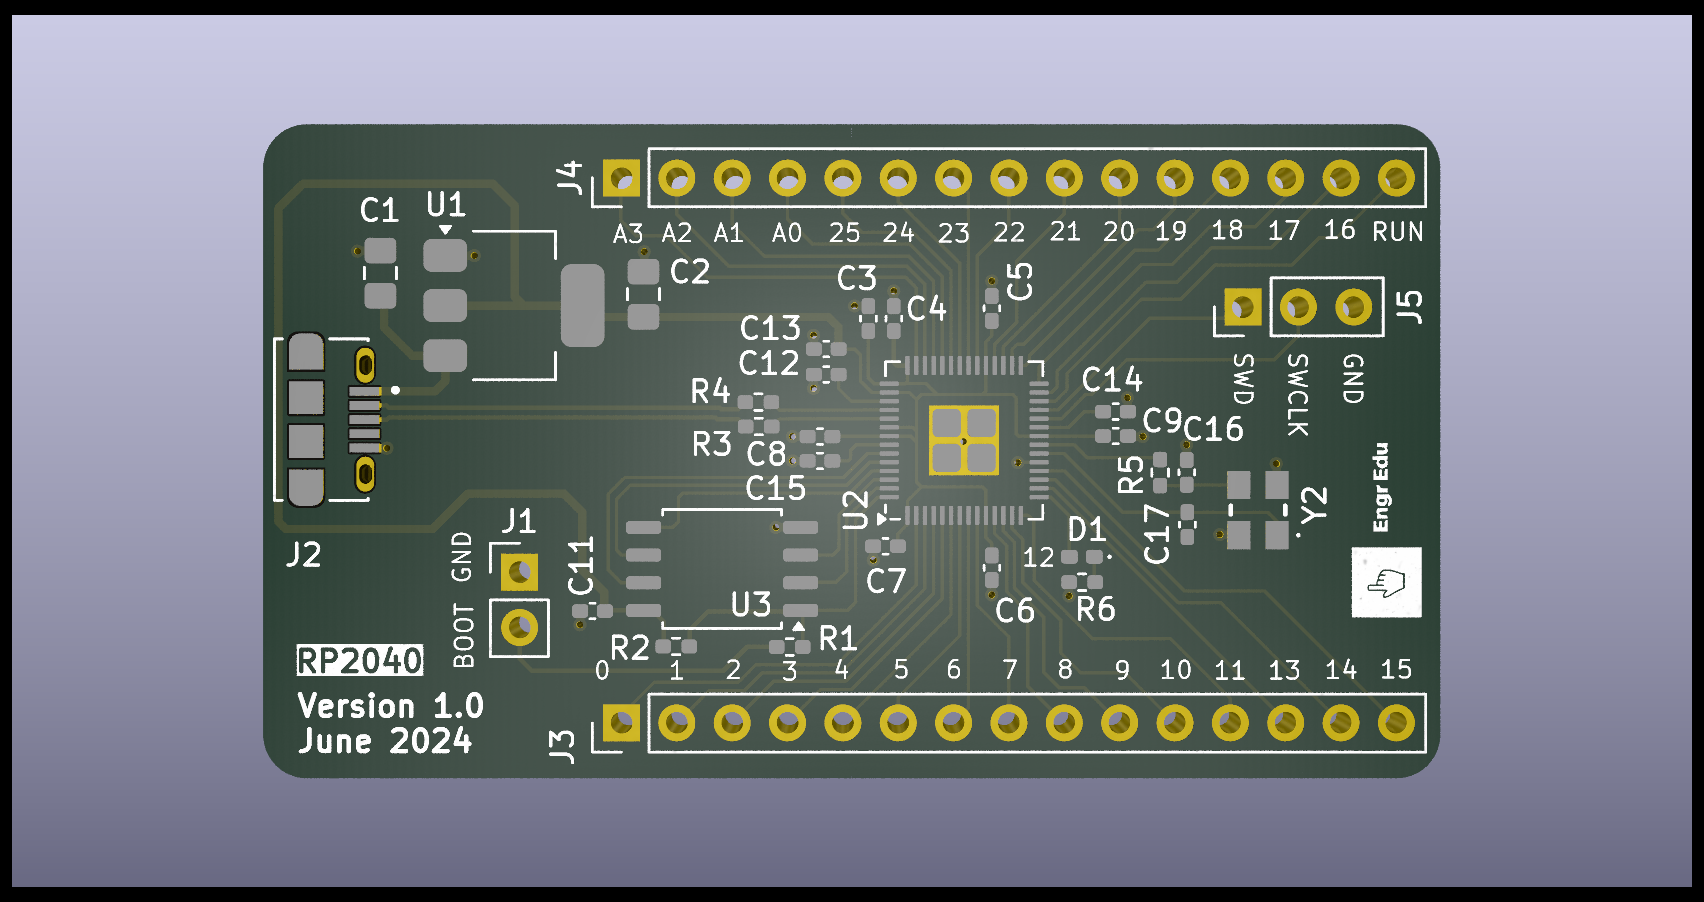 J4
A3 A2 A1 A0 25 24 23 22 21 20 19 18 17 16 RUN
C1 U1
C2
C3 C4 C5
J5
SWD SWCLK GND
C13
C12
R4
R3
C8
C15
C14
C9
C16
R5
C17
Y2
Engr Edu
U2
J2
J1
GND
BOOT
C11
U3
R2
R1
C7
C6
12
D1
R6
RP2040
Version 1.0
June 2024
0 1 2 3 4 5 6 7 8 9 10 11 13 14 15
J3